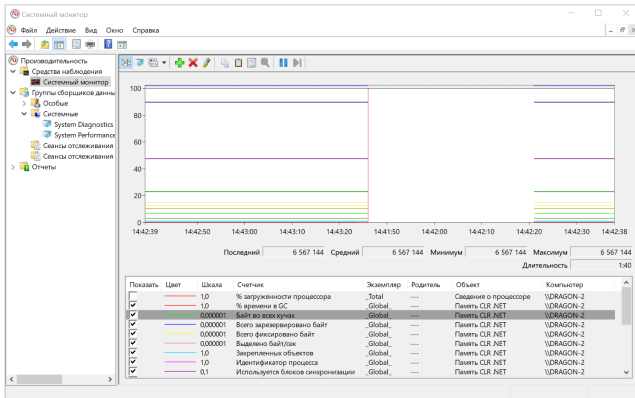 Системный монитор
Файл Действие Вид Окно Справка
Производительность
Средства наблюдения
Системный монитор
Группы сборщиков данны
Особые
Системные
System Diagnostics
System Performance
Сеансы отслеживания
Сеансы отслеживания
Отчеты
100
80
60
40
20
0
14:42:39 14:42:50 14:43:00 14:43:10 14:43:20 14:41:50 14:42:00 14:42:10 14:42:20 14:42:30 14:42:38
Последний 6 567 144 Средний 6 567 144 Минимум 6 567 144 Максимум 6 567 144
Длительность 1:40
Показать Цвет Шкала Счетчик Экземпляр Родитель Объект Компьютер
1,0 % загруженности процессора _Total --- Сведения о процессоре \\DRAGON-2
1,0 % времени в GC _Global_ --- Память CLR .NET \\DRAGON-2
0,000001 Байт во всех кучах _Global_ --- Память CLR .NET \\DRAGON-2
0,000001 Всего зарезервировано байт _Global_ --- Память CLR .NET \\DRAGON-2
0,000001 Всего фиксировано байт _Global_ --- Память CLR .NET \\DRAGON-2
0,000001 Выделено байт/сек _Global_ --- Память CLR .NET \\DRAGON-2
1,0 Закрепленных объектов _Global_ --- Память CLR .NET \\DRAGON-2
1,0 Идентификатор процесса _Global_ --- Память CLR .NET \\DRAGON-2
0,1 Используется блоков синхронизации _Global_ --- Память CLR .NET \\DRAGON-2